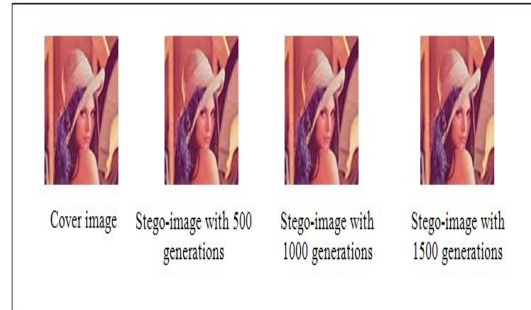 Cover image
Stego-image with 500
generations
Stego-image with
1000 generations
Stego-image with
1500 generations